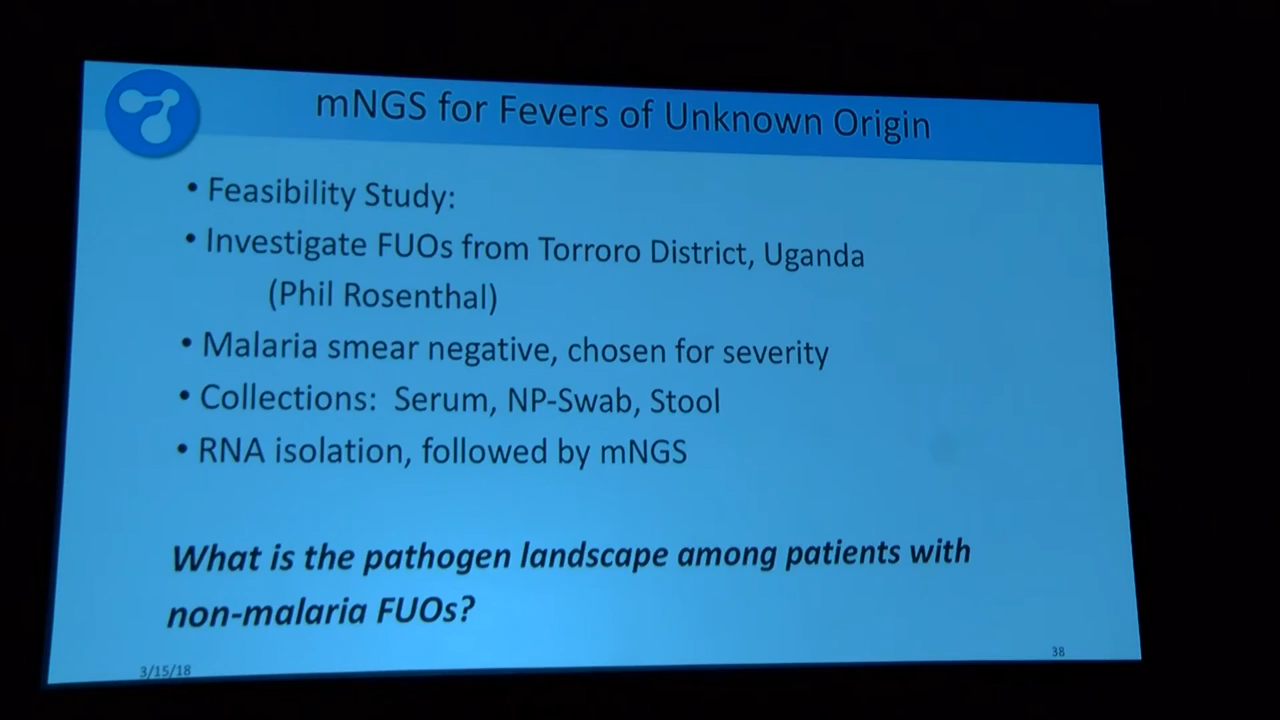 mNGS for Fevers of Unknown Origin
• Feasibility Study:
• Investigate FUOs from Torroro District, Uganda
(Phil Rosenthal)
• Malaria smear negative, chosen for severity
• Collections: Serum, NP-Swab, Stool
• RNA isolation, followed by mNGS
What is the pathogen landscape among patients with
non-malaria FUOs?
3/15/18
38